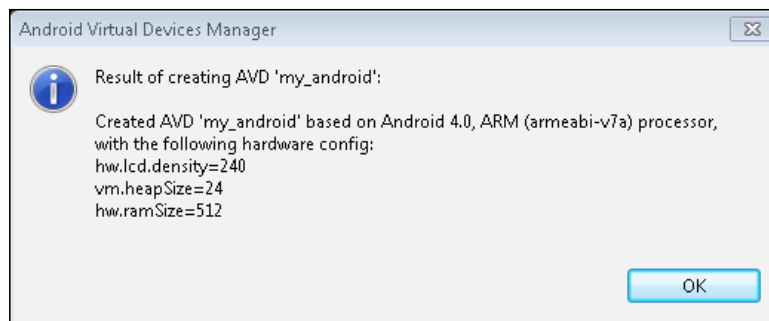 Android Virtual Devices Manager
Result of creating AVD 'my_android':
Created AVD 'my_android' based on Android 4.0, ARM (armeabi-v7a) processor,
with the following hardware config:
hw.lcd.density=240
vm.heapSize=24
hw.ramSize=512
OK